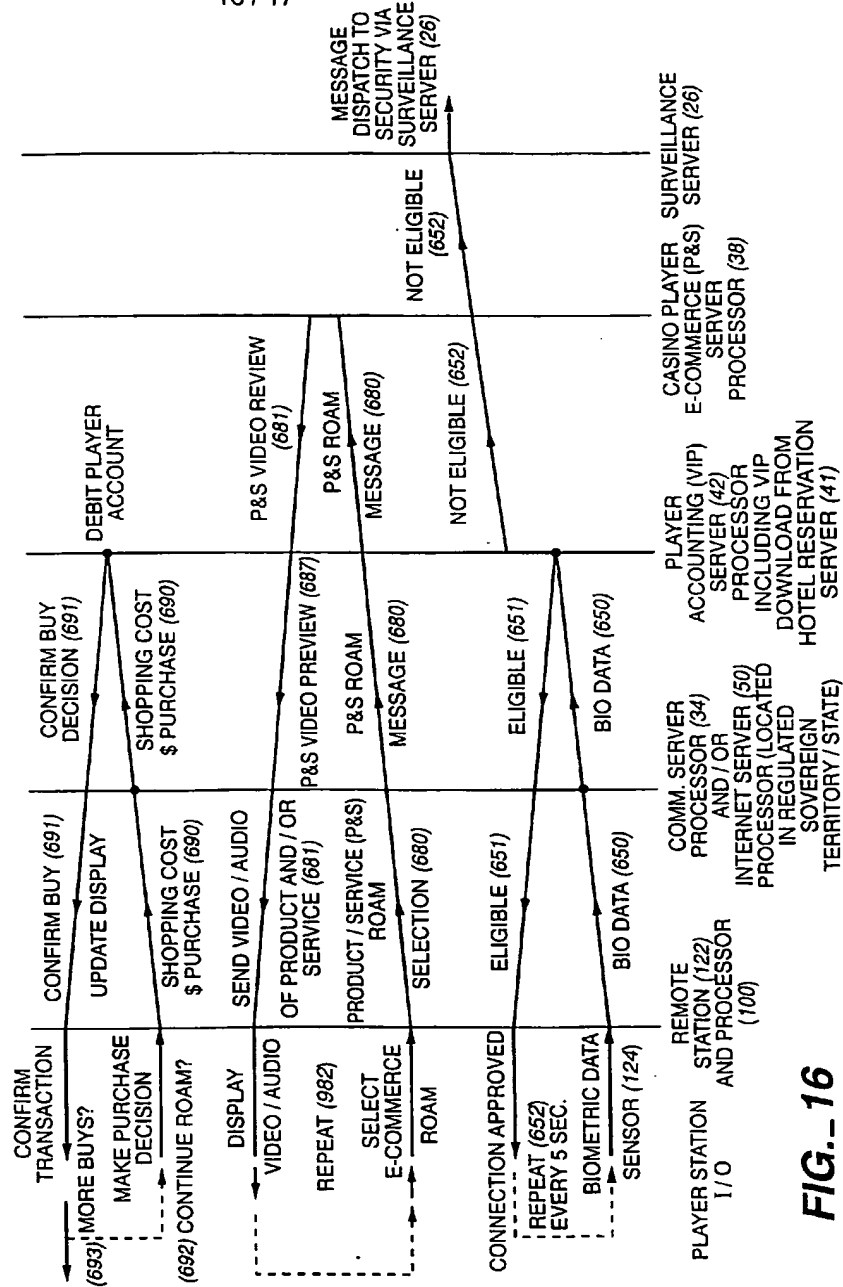 CONFIRM
TRANSACTION
(693) MORE BUYS?
MAKE PURCHASE
DECISION
(692) CONTINUE ROAM?
CONFIRM BUY (691)
UPDATE DISPLAY
SHOPPING COST
$ PURCHASE (690)
CONFIRM BUY
DECISION (691)
SHOPPING COST
$ PURCHASE (690)
DEBIT PLAYER
ACCOUNT
DISPLAY
VIDEO / AUDIO
REPEAT (982)
SELECT
E-COMMERCE
ROAM
SEND VIDEO / AUDIO
OF PRODUCT AND / OR
SERVICE (681)
PRODUCT / SERVICE (P&S)
ROAM
SELECTION (680)
P&S VIDEO PREVIEW (687)
P&S ROAM
MESSAGE (680)
P&S VIDEO REVIEW
(681)
P&S ROAM
MESSAGE (680)
CONNECTION APPROVED
REPEAT (652)
EVERY 5 SEC.
BIOMETRIC DATA
SENSOR (124)
ELIGIBLE (651)
BIO DATA (650)
ELIGIBLE (651)
BIO DATA (650)
NOT ELIGIBLE (652)
NOT ELIGIBLE
(652)
MESSAGE
DISPATCH TO
SECURITY VIA
SURVEILLANCE
SERVER (26)
PLAYER STATION
I / O
REMOTE
STATION (122)
AND PROCESSOR
(100)
COMM. SERVER
PROCESSOR (34)
AND / OR
INTERNET SERVER (50)
PROCESSOR (LOCATED
IN REGULATED
SOVEREIGN
TERRITORY / STATE)
PLAYER
ACCOUNTING (VIP)
SERVER (42)
PROCESSOR
INCLUDING VIP
DOWNLOAD FROM
HOTEL RESERVATION
SERVER (41)
CASINO PLAYER
E-COMMERCE (P&S)
SERVER
PROCESSOR (38)
SURVEILLANCE
SERVER (26)
FIG._16